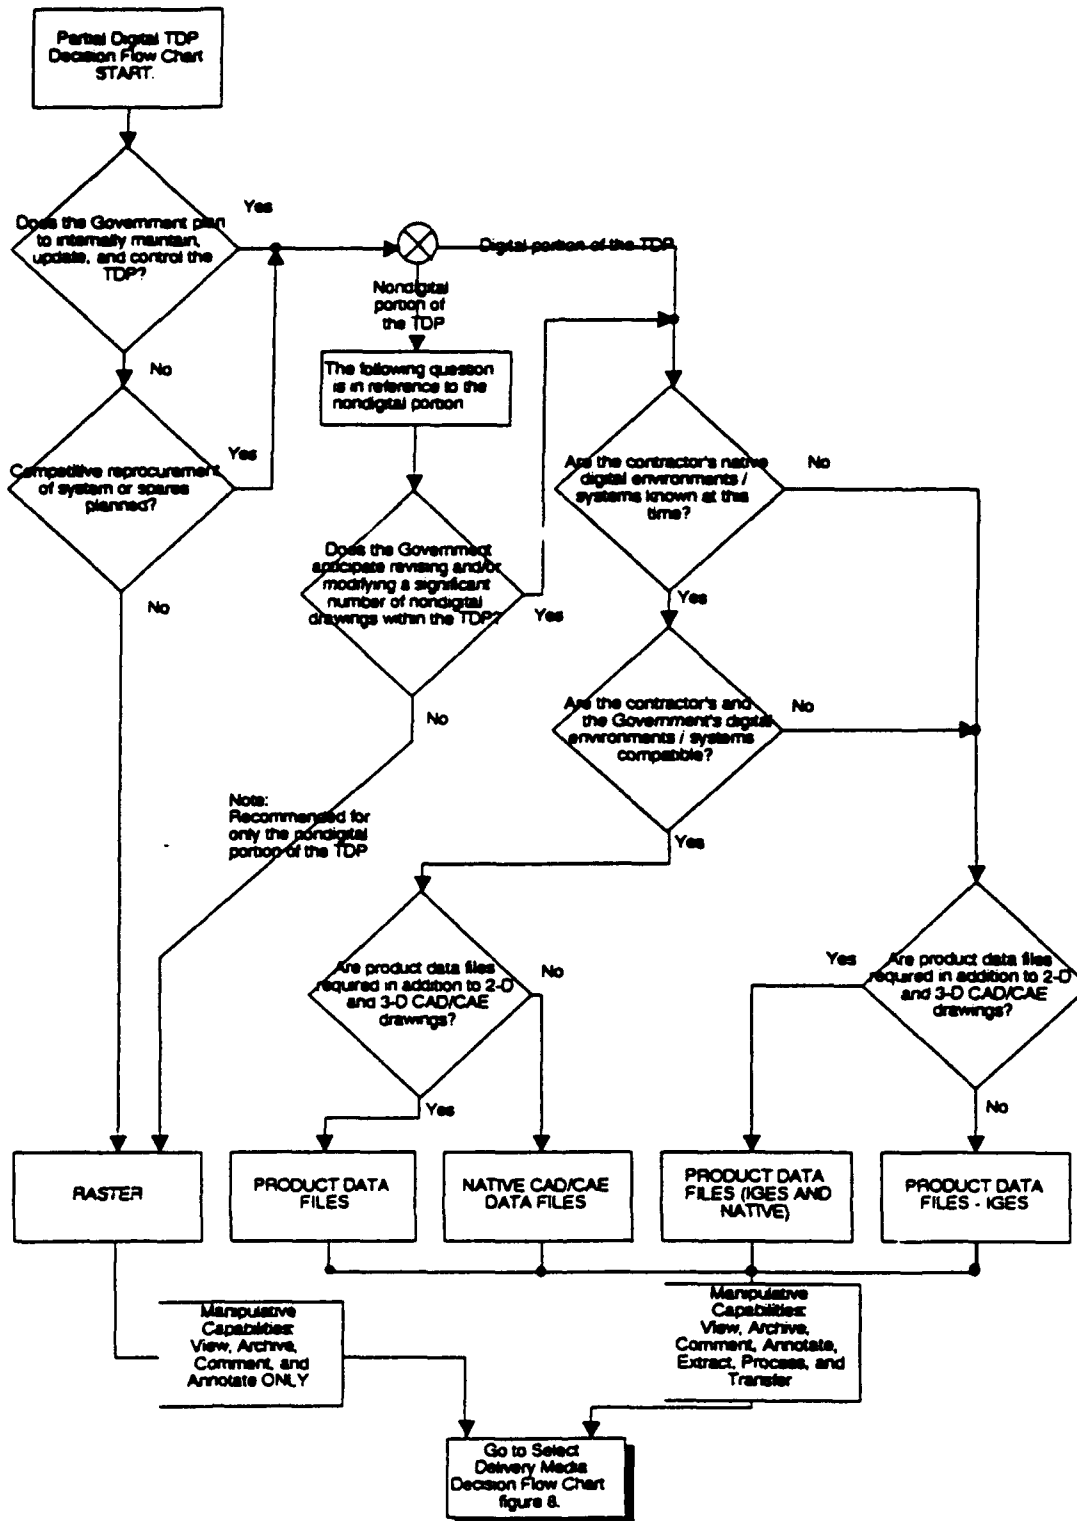 Partial Digital TDP
Decision Flow Chart
START.
Does the Government plan
to internally maintain,
update, and control the
TDP?
Yes
No
Digital portion of the TDP
Nondigital
portion of
the TDP
The following question
is in reference to the
nondigital portion
Competitive reprocurement
of system or spares
planned?
Yes
No
Does the Government
anticipate revising and/or
modifying a significant
number of nondigital
drawings within the TDP?
Yes
No
Are the contractor's native
digital environments /
systems known at this
time?
No
Yes
Are the contractor's and
the Government's digital
environments / systems
compatible?
No
Yes
Note:
Recommended for
only the nondigital
portion of the TDP
Are product data files
required in addition to 2-D
and 3-D CAD/CAE
drawings?
No
Yes
Yes
Are product data files
required in addition to 2-D
and 3-D CAD/CAE
drawings?
No
RASTER
PRODUCT DATA
FILES
NATIVE CAD/CAE
DATA FILES
PRODUCT DATA
FILES (IGES AND
NATIVE)
PRODUCT DATA
FILES - IGES
Manipulative
Capabilities:
View, Archive,
Comment, and
Annotate ONLY
Manipulative
Capabilities:
View, Archive,
Comment, Annotate,
Extract, Process, and
Transfer
Go to Select
Delivery Media
Decision Flow Chart
figure 8.